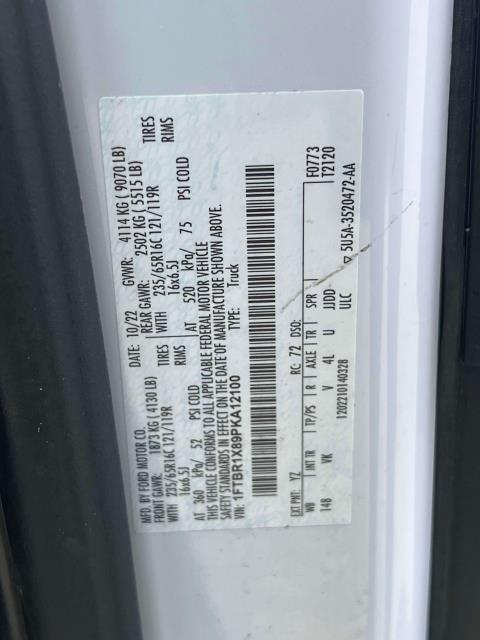 MFD. BY FORD MOTOR CO.
DATE: 10/22 GVWR: 4114 KG ( 9070 LB)
FRONT GAWR: 1873 KG ( 4130 LB) REAR GAWR: 2502 KG ( 5515 LB)
WITH 235/65R16C 121/119R TIRES WITH 235/65R16C 121/119R TIRES
16x6.5J RIMS 16x6.5J RIMS
AT 360 kPa/ 52 PSI COLD AT 520 kPa/ 75 PSI COLD
THIS VEHICLE CONFORMS TO ALL APPLICABLE FEDERAL MOTOR VEHICLE
SAFETY STANDARDS IN EFFECT ON THE DATE OF MANUFACTURE SHOWN ABOVE.
VIN: 1FTBR1X89PKA12100 TYPE: Truck
F0773
T2120
EXT PNT: YZ RC: 72 DSO:
WB INT TR TP/PS R AXLE TR SPR
148 VK V 4L U JJDD
ULC
1202210140328
▽ 5U5A-3520472-AA